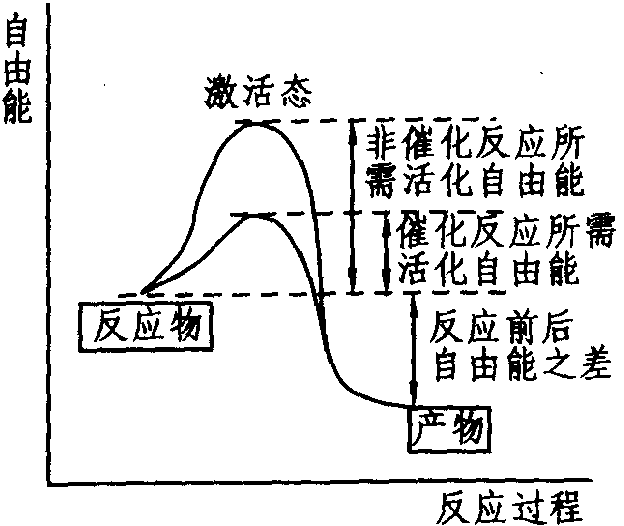 自由能
激活态
非催化反应所
需活化自由能
催化反应所需
活化自由能
反应物
反应前后
自由能之差
产物
反应过程